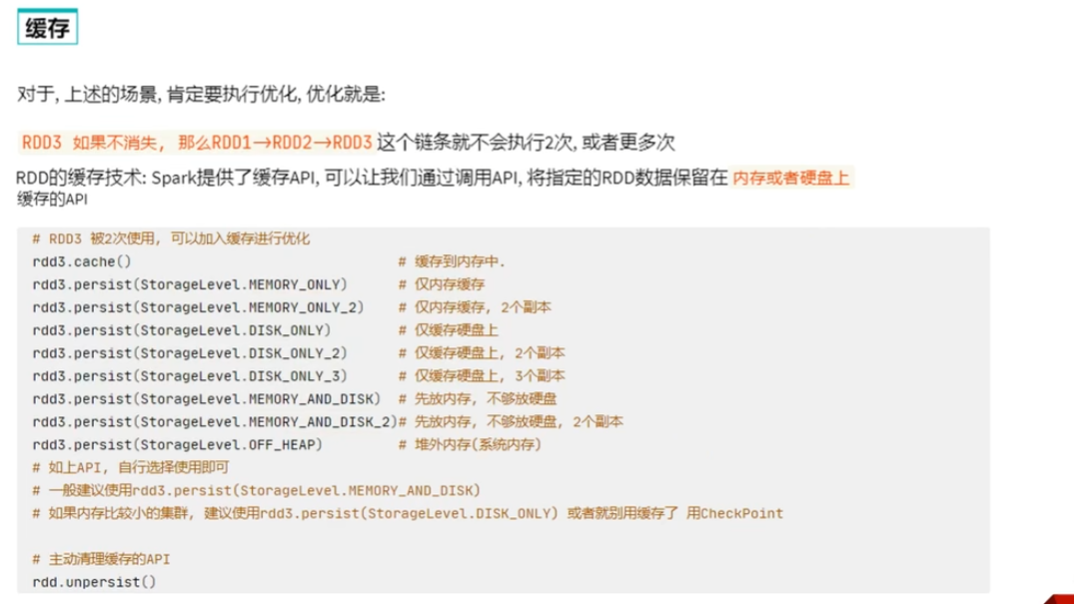 缓存
对于, 上述的场景, 肯定要执行优化, 优化就是:
RDD3 如果不消失, 那么RDD1→RDD2→RDD3 这个链条就不会执行2次, 或者更多次
RDD的缓存技术: Spark提供了缓存API, 可以让我们通过调用API, 将指定的RDD数据保留在 内存或者硬盘上
缓存的API
# RDD3 被2次使用, 可以加入缓存进行优化
rdd3.cache() # 缓存到内存中.
rdd3.persist(StorageLevel.MEMORY_ONLY) # 仅内存缓存
rdd3.persist(StorageLevel.MEMORY_ONLY_2) # 仅内存缓存, 2个副本
rdd3.persist(StorageLevel.DISK_ONLY) # 仅缓存硬盘上
rdd3.persist(StorageLevel.DISK_ONLY_2) # 仅缓存硬盘上, 2个副本
rdd3.persist(StorageLevel.DISK_ONLY_3) # 仅缓存硬盘上, 3个副本
rdd3.persist(StorageLevel.MEMORY_AND_DISK) # 先放内存, 不够放硬盘
rdd3.persist(StorageLevel.MEMORY_AND_DISK_2)# 先放内存, 不够放硬盘, 2个副本
rdd3.persist(StorageLevel.OFF_HEAP) # 堆外内存(系统内存)
# 如上API, 自行选择使用即可
# 一般建议使用rdd3.persist(StorageLevel.MEMORY_AND_DISK)
# 如果内存比较小的集群, 建议使用rdd3.persist(StorageLevel.DISK_ONLY) 或者就别用缓存了 用CheckPoint
# 主动清理缓存的API
rdd.unpersist()